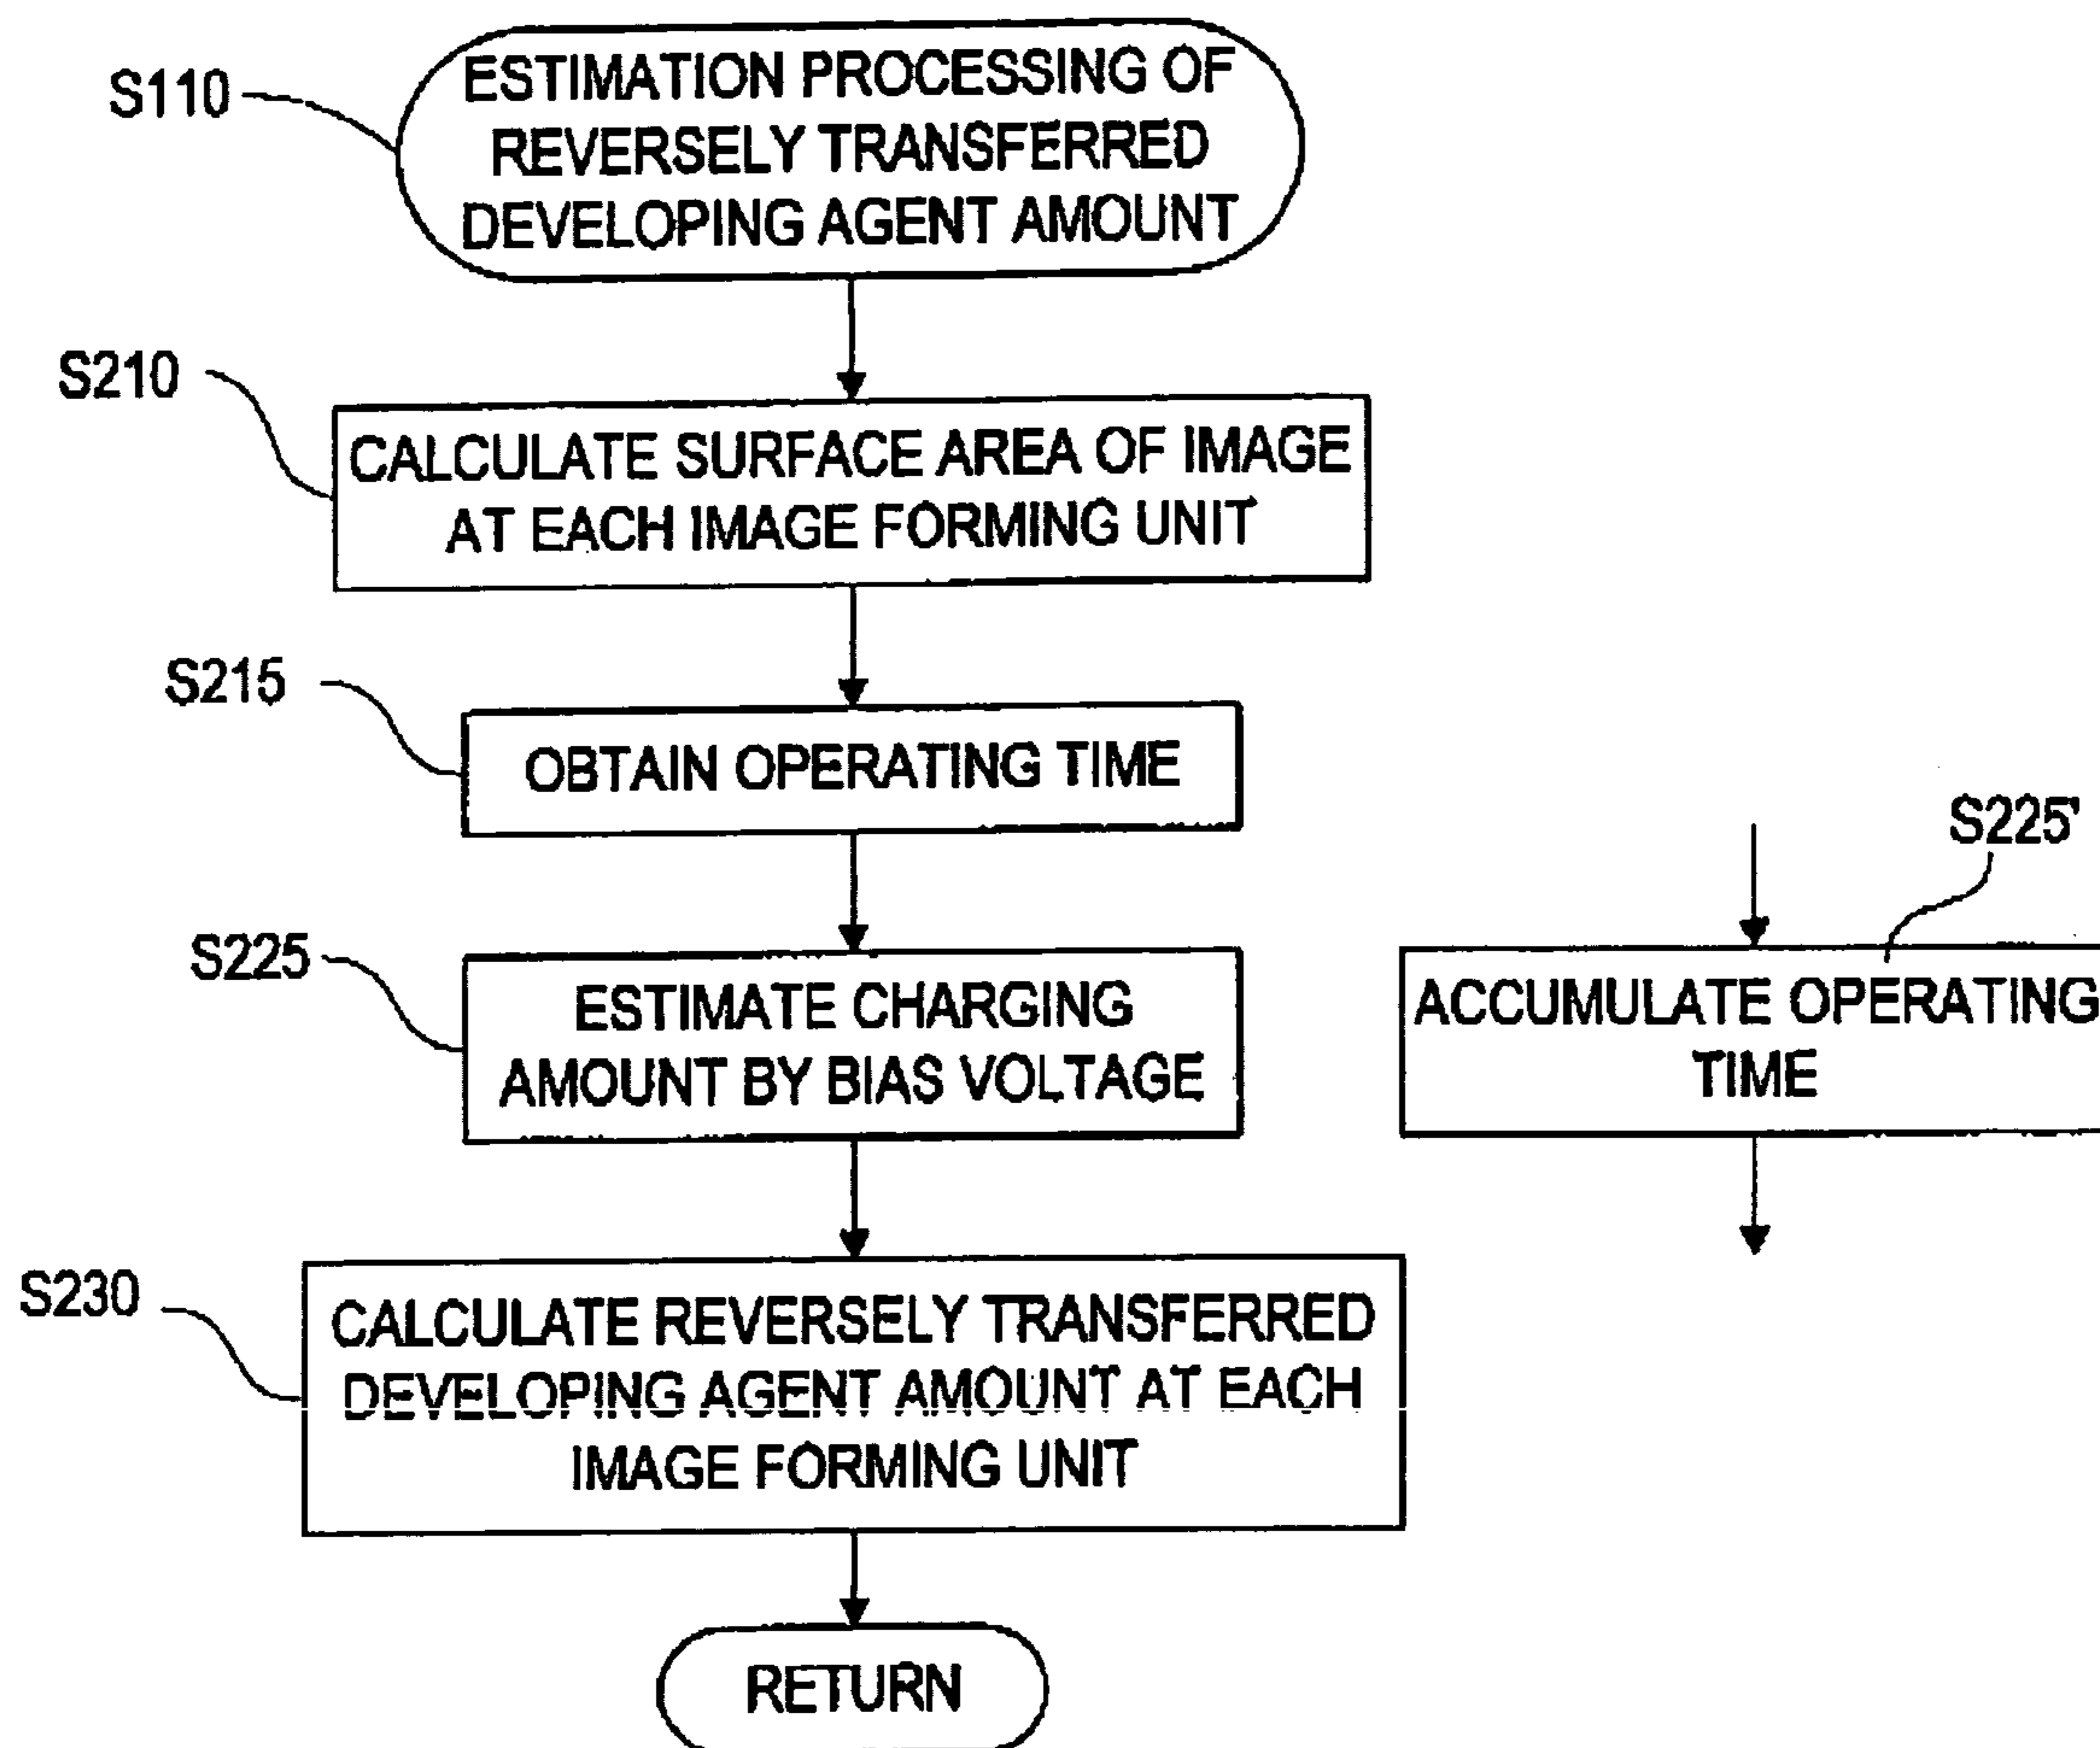 S110
ESTIMATION PROCESSING OF
REVERSELY TRANSFERRED
DEVELOPING AGENT AMOUNT
S210
CALCULATE SURFACE AREA OF IMAGE
AT EACH IMAGE FORMING UNIT
S215
OBTAIN OPERATING TIME
S225
ESTIMATE CHARGING
AMOUNT BY BIAS VOLTAGE
S225'
ACCUMULATE OPERATING
TIME
S230
CALCULATE REVERSELY TRANSFERRED
DEVELOPING AGENT AMOUNT AT EACH
IMAGE FORMING UNIT
RETURN